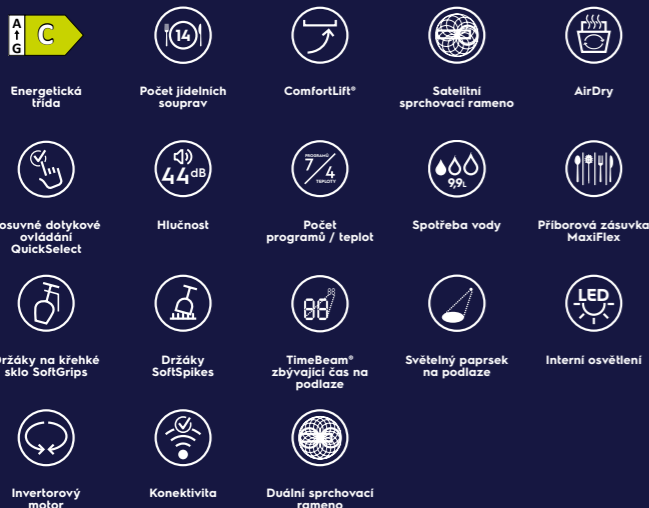 A
G
C
Energetická
třída
14
Počet jídelních
souprav
ComfortLift®
Satelitní
sprchovací rameno
AirDry
osuvné dotykové
ovládání
QuickSelect
44dB
Hlučnost
PROGRAMŮ
7/4
TEPLOTY
Počet
programů / teplot
9,9L
Spotřeba vody
Příborová zásuvka
MaxiFlex
ržáky na křehké
sklo SoftGrips
Držáky
SoftSpikes
88
88
TimeBeam®
zbývající čas na
podlaze
Světelný paprsek
na podlaze
LED
Interní osvětlení
Invertorový
motor
Konektivita
Duální sprchovací
rameno